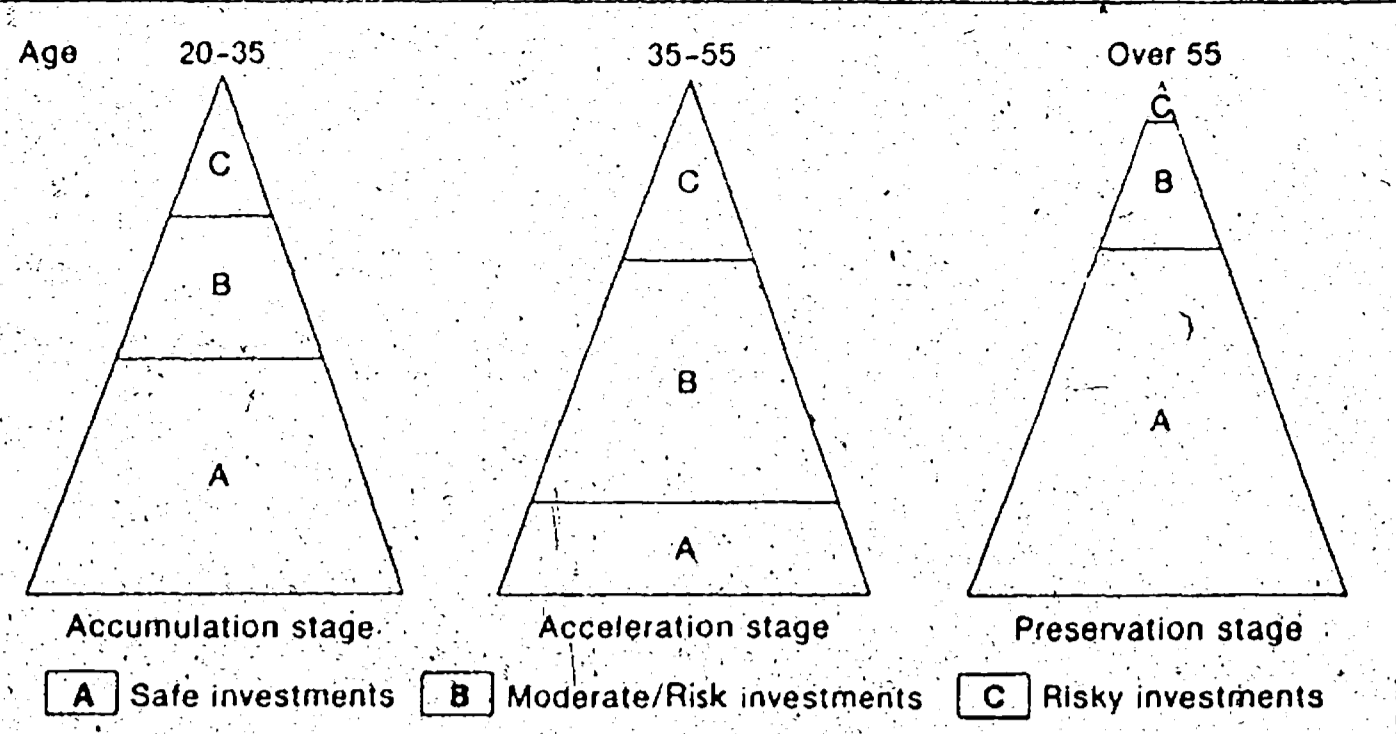 Age 20-35 35-55 Over 55
C C C
B B B
A A A
Accumulation stage Acceleration stage Preservation stage
A Safe investments B Moderate/Risk investments C Risky investments